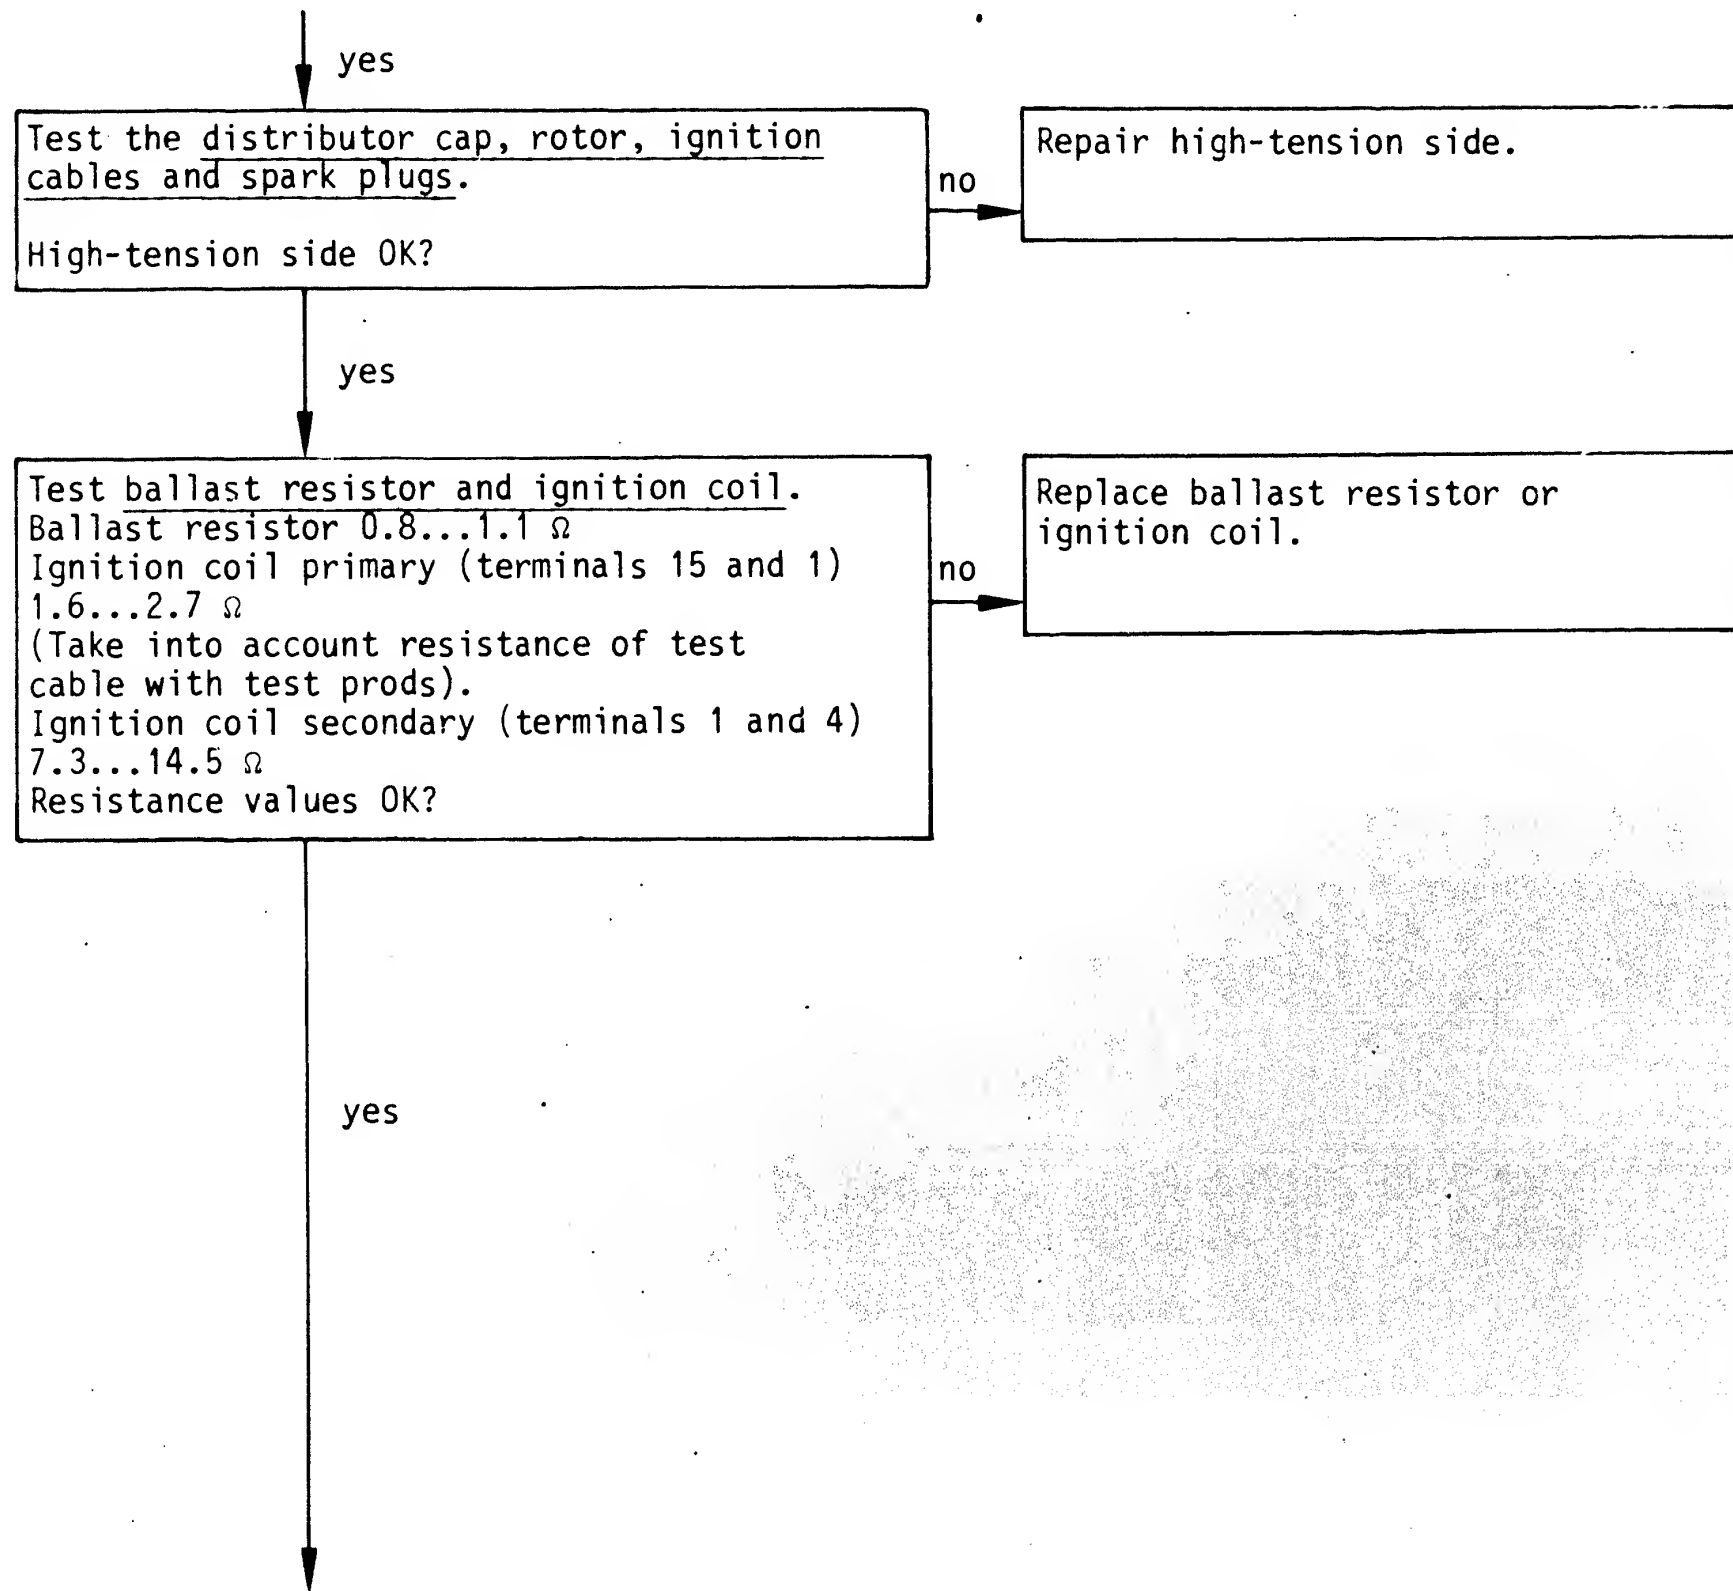 yes
Test the distributor cap, rotor, ignition
cables and spark plugs.
High-tension side OK?
no
Repair high-tension side.
yes
Test ballast resistor and ignition coil.
Ballast resistor 0.8...1.1 Ω
Ignition coil primary (terminals 15 and 1)
1.6...2.7 Ω
(Take into account resistance of test
cable with test prods).
Ignition coil secondary (terminals 1 and 4)
7.3...14.5 Ω
Resistance values OK?
no
Replace ballast resistor or
ignition coil.
yes